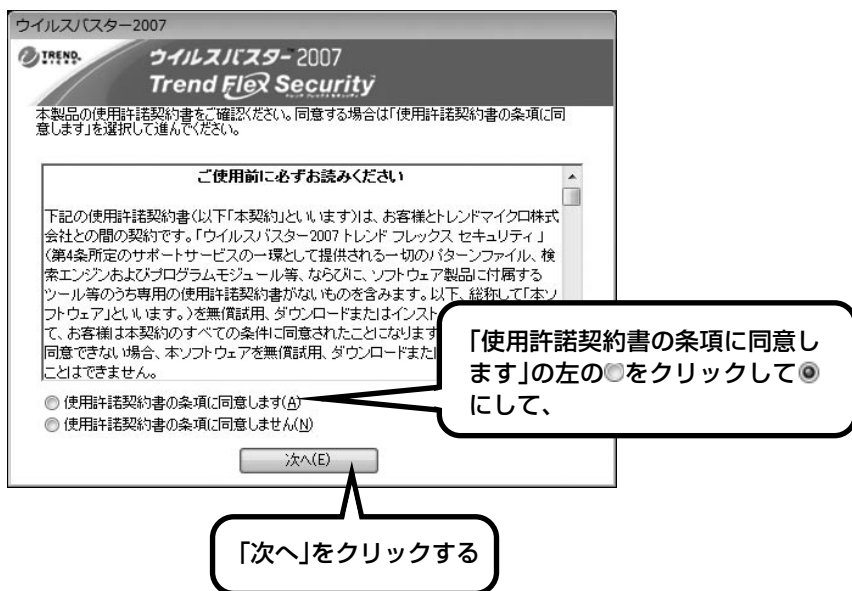 ウイルスバスター2007
TREND
MICRO
ウイルスバスター™2007
Trend Flex Security
トレンド フレックス セキュリティ
本製品の使用許諾契約書をご確認ください。同意する場合は「使用許諾契約書の条項に同
意します」を選択して進んでください。
ご使用前に必ずお読みください
下記の使用許諾契約書(以下「本契約」といいます)は、お客様とトレンドマイクロ株式
会社との間の契約です。「ウイルスバスター2007 トレンド フレックス セキュリティ」
(第4条所定のサポートサービスの一環として提供される一切のパターンファイル、検
索エンジンおよびプログラムモジュール等、ならびに、ソフトウェア製品に付属する
ツール等のうち専用の使用許諾契約書がないものを含みます。以下、総称して「本ソ
フトウェア」といいます。)を無償試用、ダウンロードまたはインスト
て、お客様は本契約のすべての条件に同意されたことになります
同意できない場合、本ソフトウェアを無償試用、ダウンロードまた
ことはできません。
使用許諾契約書の条項に同意します(A)
使用許諾契約書の条項に同意しません(N)
次へ(E)
「使用許諾契約書の条項に同意し
ます」の左の◎をクリックして◉
にして、
「次へ」をクリックする